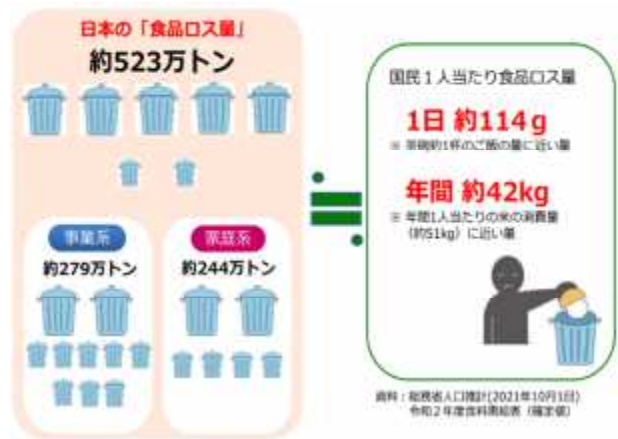 日本の「食品ロス量」
約523万トン
事業系
約279万トン
家庭系
約244万トン
国民1人当たり食品ロス量
1日 約114g
※ 茶碗約1杯のご飯の量に近い量
年間 約42kg
※ 年間1人当たりの米の消費量
(約51kg)に近い量
資料:総務省人口推計(2021年10月1日)
令和2年度食料需給表(確定値)